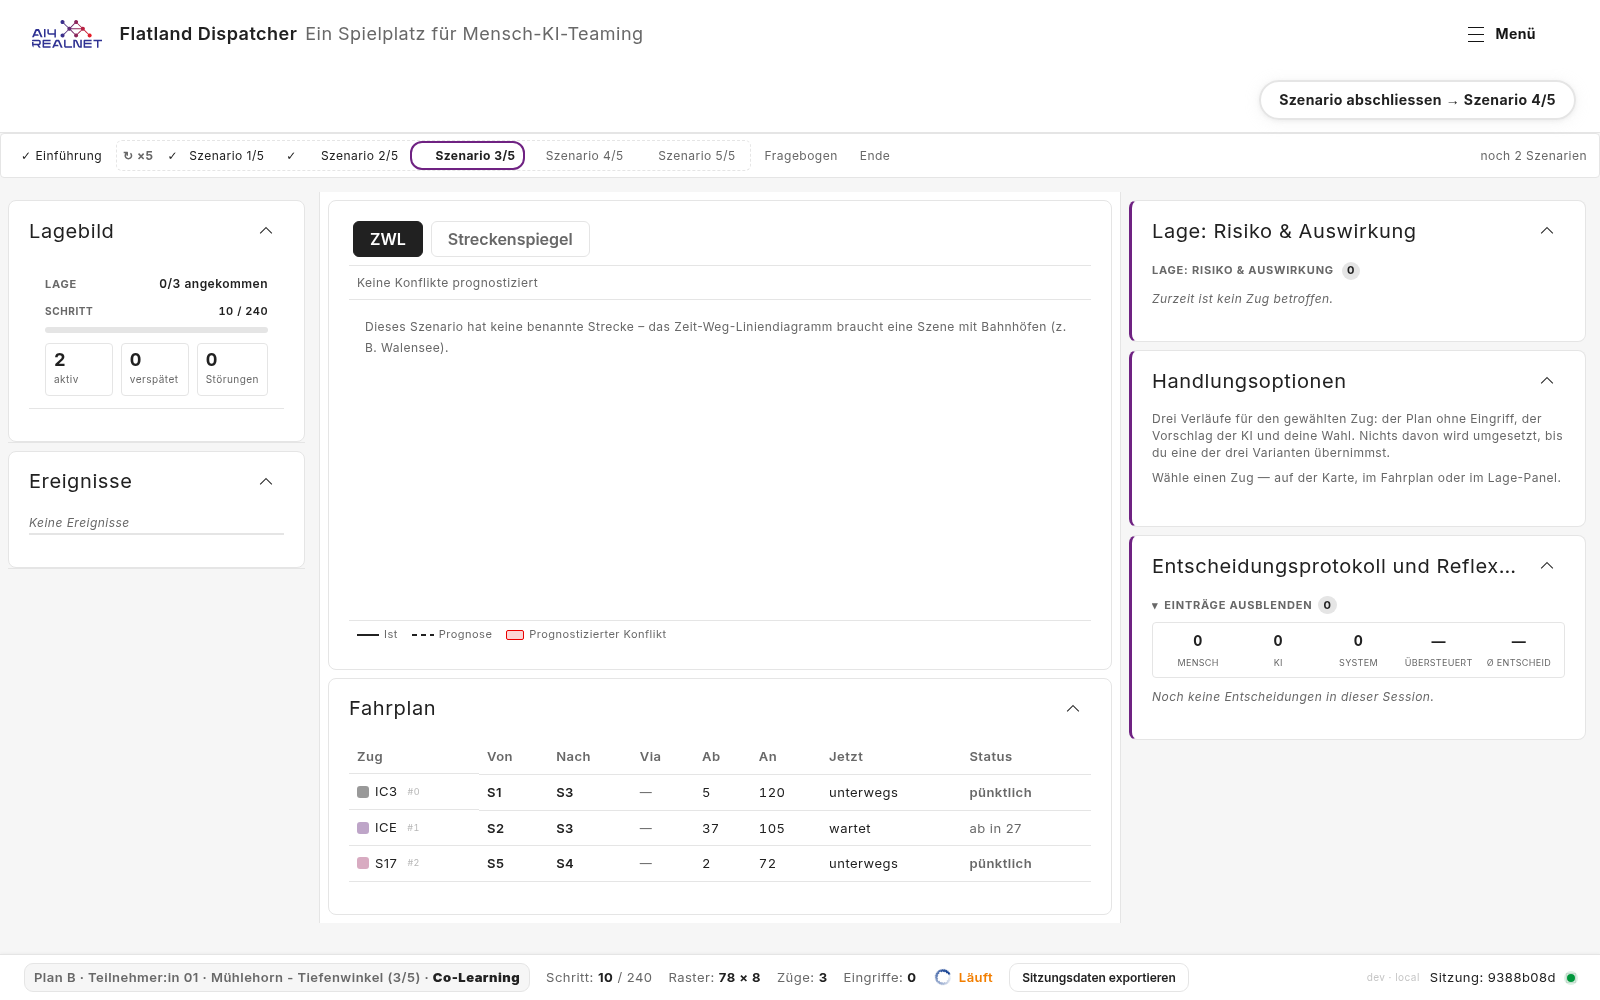 AI4
REALNET
Flatland Dispatcher Ein Spielplatz für Mensch-KI-Teaming
Menü
Szenario abschliessen → Szenario 4/5
✓ Einführung
↻ ×5
✓ Szenario 1/5
✓ Szenario 2/5
Szenario 3/5
Szenario 4/5
Szenario 5/5
Fragebogen
Ende
noch 2 Szenarien
Lagebild
LAGE 0/3 angekommen
SCHRITT 10 / 240
2 0 0
aktiv verspätet Störungen
Ereignisse
Keine Ereignisse
ZWL Streckenspiegel
Keine Konflikte prognostiziert
Dieses Szenario hat keine benannte Strecke – das Zeit-Weg-Liniendiagramm braucht eine Szene mit Bahnhöfen (z.
B. Walensee).
Ist Prognose Prognostizierter Konflikt
Fahrplan
Zug Von Nach Via Ab An Jetzt Status
IC3 #0 S1 S3 — 5 120 unterwegs pünktlich
ICE #1 S2 S3 — 37 105 wartet ab in 27
S17 #2 S5 S4 — 2 72 unterwegs pünktlich
Lage: Risiko & Auswirkung
LAGE: RISIKO & AUSWIRKUNG 0
Zurzeit ist kein Zug betroffen.
Handlungsoptionen
Drei Verläufe für den gewählten Zug: der Plan ohne Eingriff, der
Vorschlag der KI und deine Wahl. Nichts davon wird umgesetzt, bis
du eine der drei Varianten übernimmst.
Wähle einen Zug — auf der Karte, im Fahrplan oder im Lage-Panel.
Entscheidungsprotokoll und Reflex...
▾ EINTRÄGE AUSBLENDEN 0
0 0 0 — —
MENSCH KI SYSTEM ÜBERSTEUERT Ø ENTSCHEID
Noch keine Entscheidungen in dieser Session.
Plan B · Teilnehmer:in 01 · Mühlehorn - Tiefenwinkel (3/5) · Co-Learning
Schritt: 10 / 240
Raster: 78 × 8
Züge: 3
Eingriffe: 0
Läuft
Sitzungsdaten exportieren
dev · local
Sitzung: 9388b08d